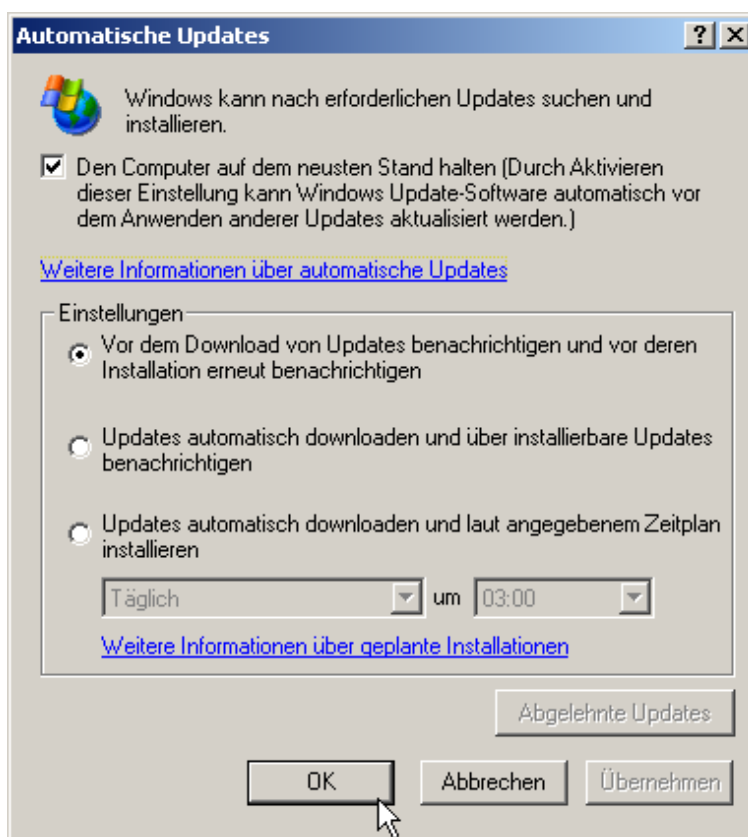 Automatische Updates
Windows kann nach erforderlichen Updates suchen und
installieren.
Den Computer auf dem neusten Stand halten (Durch Aktivieren
dieser Einstellung kann Windows Update-Software automatisch vor
dem Anwenden anderer Updates aktualisiert werden.)
Weitere Informationen über automatische Updates
Einstellungen
Vor dem Download von Updates benachrichtigen und vor deren
Installation erneut benachrichtigen
Updates automatisch downloaden und über installierbare Updates
benachrichtigen
Updates automatisch downloaden und laut angegebenem Zeitplan
installieren
Täglich um 03:00
Weitere Informationen über geplante Installationen
Abgelehnte Updates
OK Abbrechen Übernehmen